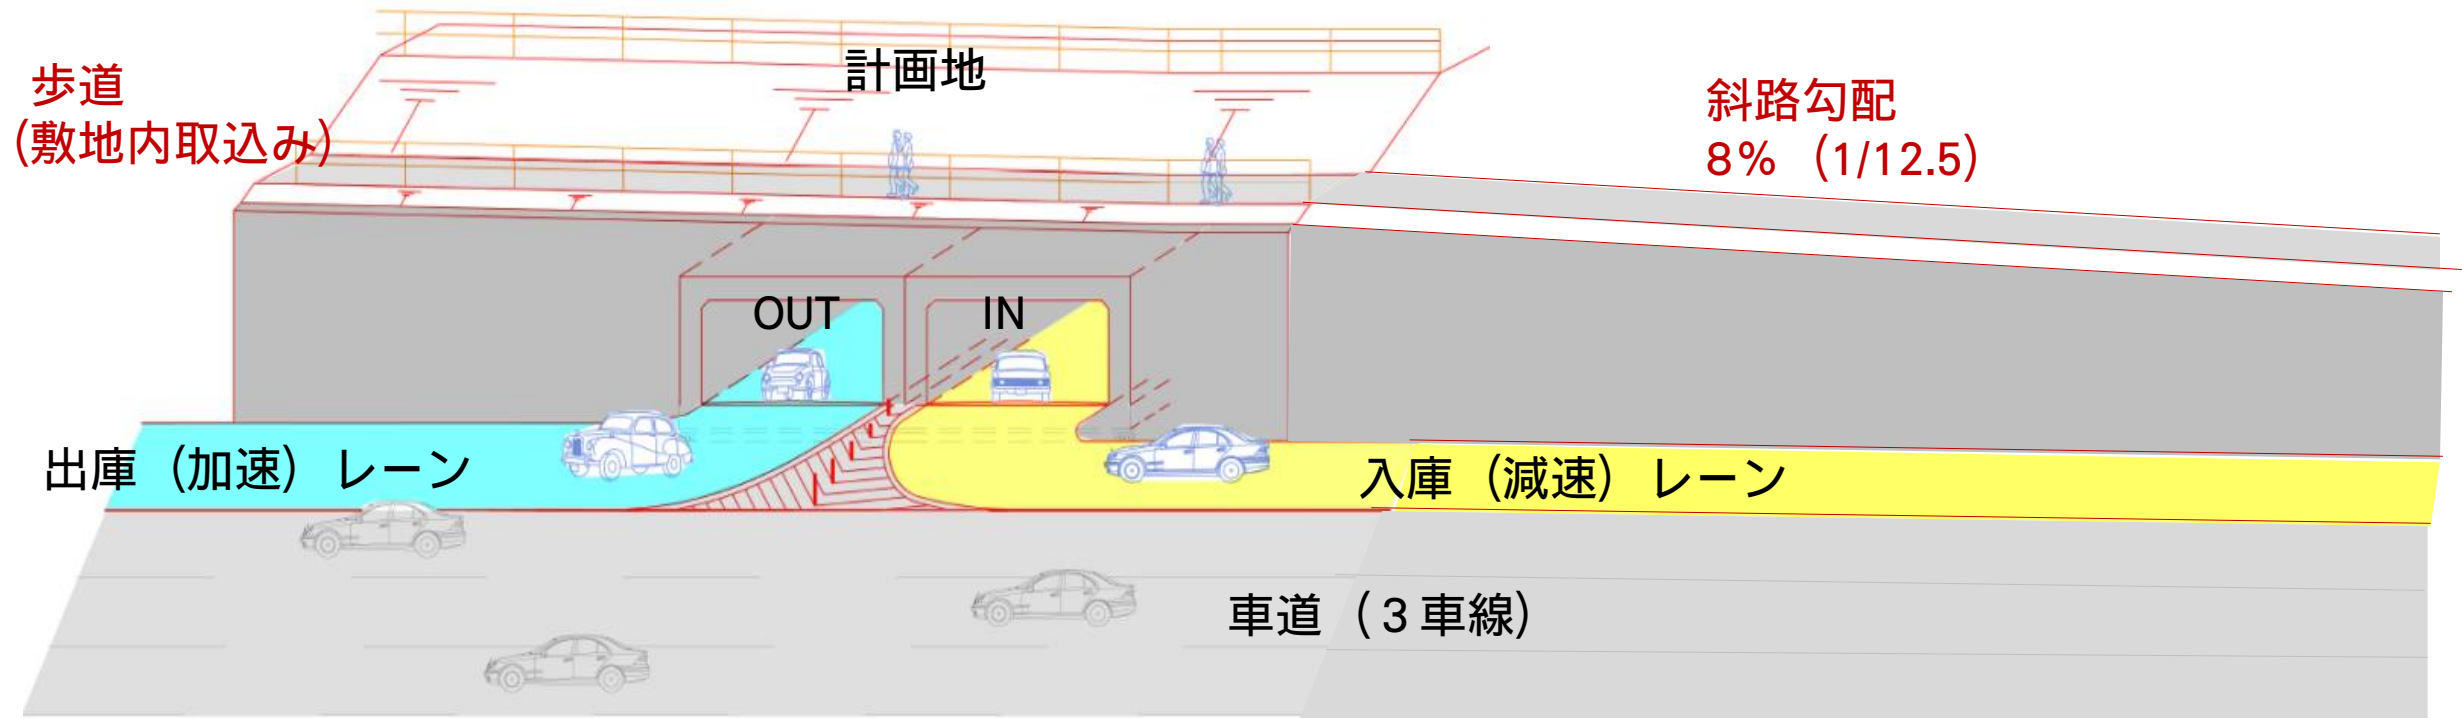 計画地
歩道
(敷地内取込み)
斜路勾配
8% (1/12.5)
OUT
IN
出庫(加速)レーン
入庫(減速)レーン
車道(3車線)